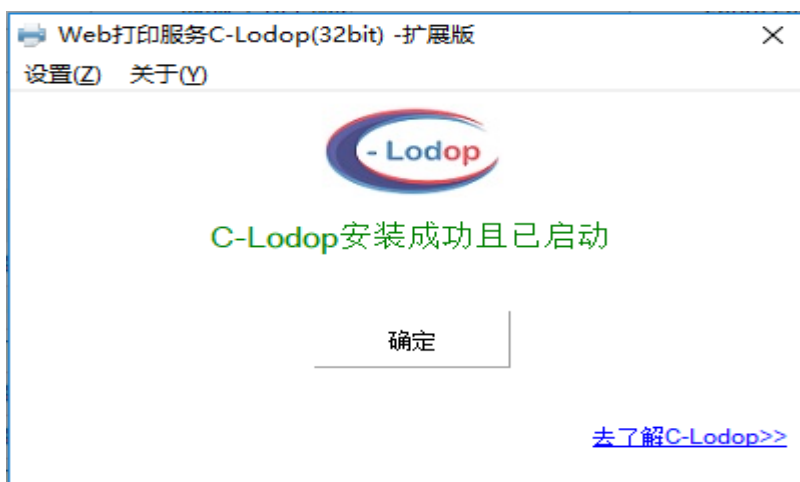 Web打印服务C-Lodop(32bit) -扩展版
设置(Z) 关于(Y)
- Lodop
C-Lodop安装成功且已启动
确定
去了解C-Lodop>>